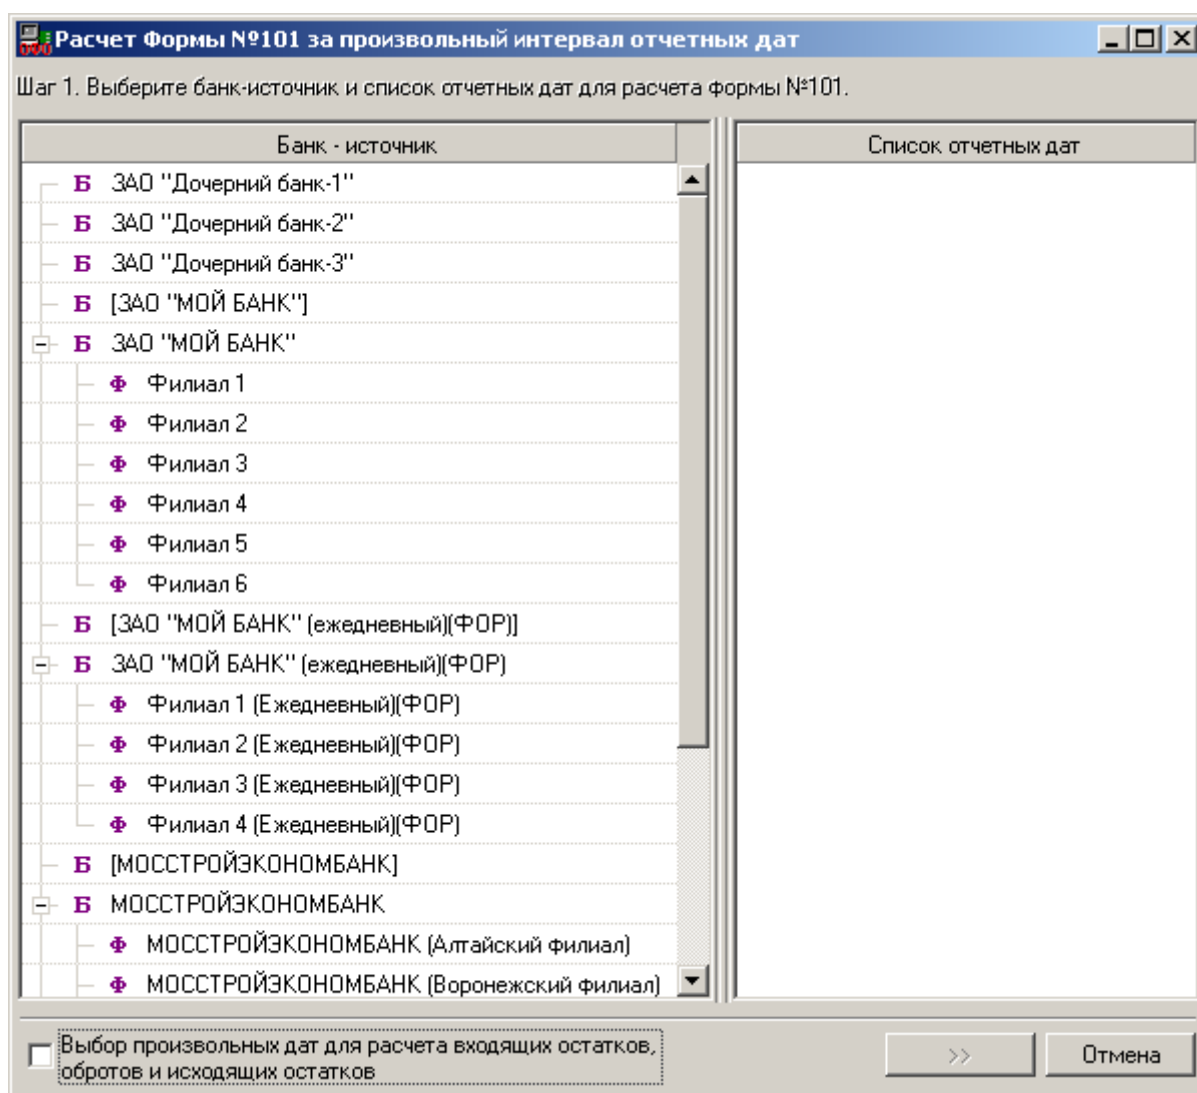 Расчет Формы №101 за произвольный интервал отчетных дат
Шаг 1. Выберите банк-источник и список отчетных дат для расчета формы №101.
Банк - источник
Список отчетных дат
Б ЗАО "Дочерний банк-1"
Б ЗАО "Дочерний банк-2"
Б ЗАО "Дочерний банк-3"
Б [ЗАО "МОЙ БАНК"]
Б ЗАО "МОЙ БАНК"
Ф Филиал 1
Ф Филиал 2
Ф Филиал 3
Ф Филиал 4
Ф Филиал 5
Ф Филиал 6
Б [ЗАО "МОЙ БАНК" (ежедневный)(ФОР)]
Б ЗАО "МОЙ БАНК" (ежедневный)(ФОР)
Ф Филиал 1 (Ежедневный)(ФОР)
Ф Филиал 2 (Ежедневный)(ФОР)
Ф Филиал 3 (Ежедневный)(ФОР)
Ф Филиал 4 (Ежедневный)(ФОР)
Б [МОССТРОЙЭКОНОМБАНК]
Б МОССТРОЙЭКОНОМБАНК
Ф МОССТРОЙЭКОНОМБАНК (Алтайский филиал)
Ф МОССТРОЙЭКОНОМБАНК (Воронежский филиал)
Выбор произвольных дат для расчета входящих остатков,
обротов и исходящих остатков
>>
Отмена